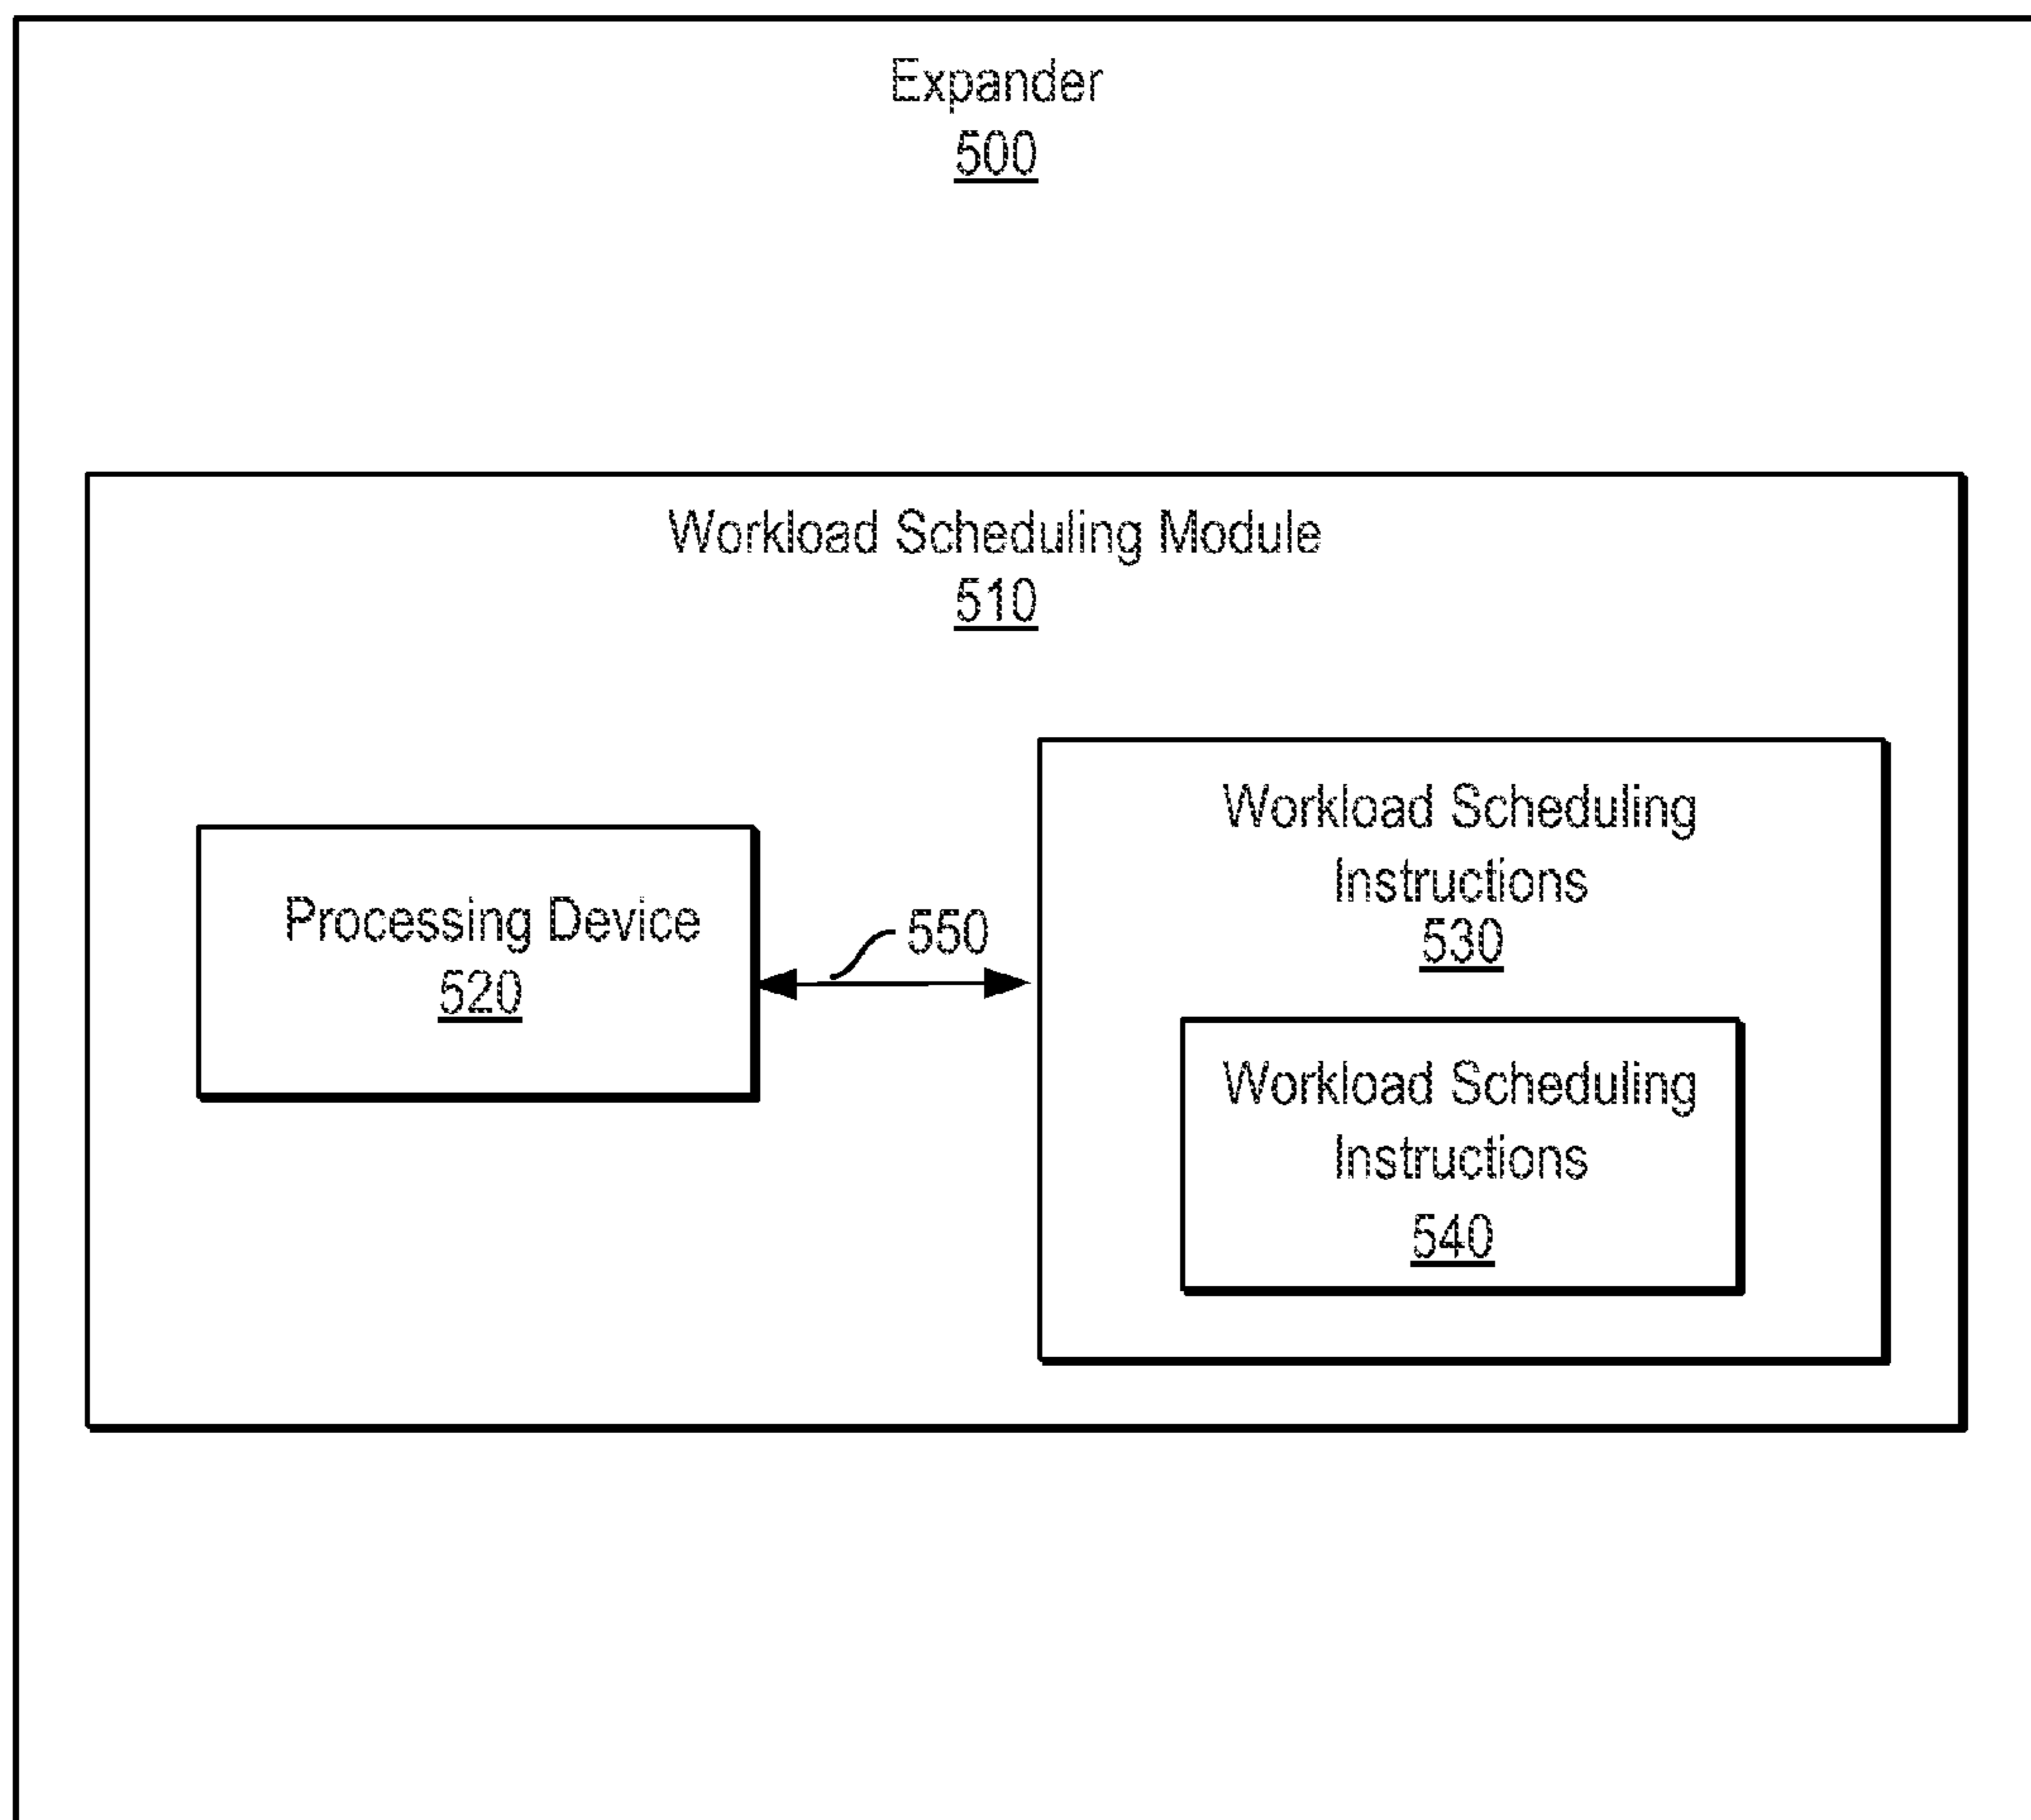 Expander
500
Workload Scheduling Module
510
Processing Device
520
550
Workload Scheduling
Instructions
530
Workload Scheduling
Instructions
540